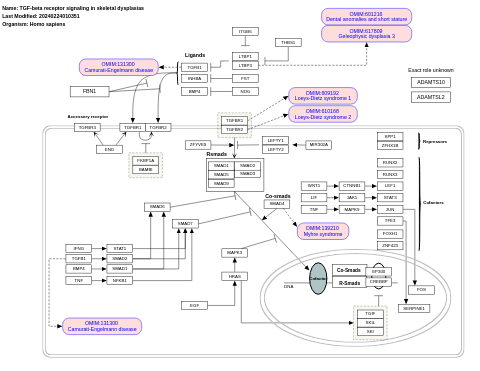 Name: TGF-beta receptor signaling in skeletal dysplasias
Last Modified: 20240224010351
Organism: Homo sapiens
OMIM:601216
Dental anomalies and short stature
OMIM:617809
Geleophysic dysplasia 3
ITGB6
THBS1
Ligands
LTBP1
LTBP3
OMIM:131300
Camurati-Engelmann disease
TGFB1
INHBA
FST
BMP4
NOG
FBN1
Exact role unknown
ADAMTS10
ADAMTSL2
OMIM:609192
Loeys-Dietz syndrome 1
OMIM:610168
Loeys-Dietz syndrome 2
Accessory receptor
TGFBR3
TGFBR1
TGFBR2
TGFBR1
TGFBR2
ENG
FKBP1A
BAMBI
ZFYVE9
LEFTY1
LEFTY2
MIR302A
SPP1
ZFHX1B
Repressors
Remads
SMAD1
SMAD2
SMAD5
SMAD3
SMAD9
RUNX2
RUNX3
WNT1
CTNNB1
LEF1
LIF
JAK1
STAT3
TNF
MAPK9
JUN
TFE3
FOXH1
ZNF423
Cofactors
Co-smads
SMAD4
SMAD6
SMAD7
OMIM:139210
Myhre syndrome
IFNG
STAT1
TGFB1
SMAD2
BMP4
SMAD1
TNF
NFKB1
MAPK3
HRAS
EGF
DNA
Cofactor
Co-Smads
R-Smads
EP300
CREBBP
FOS
SERPINE1
TGIF
SKIL
SKI
OMIM:131300
Camurati-Engelmann disease